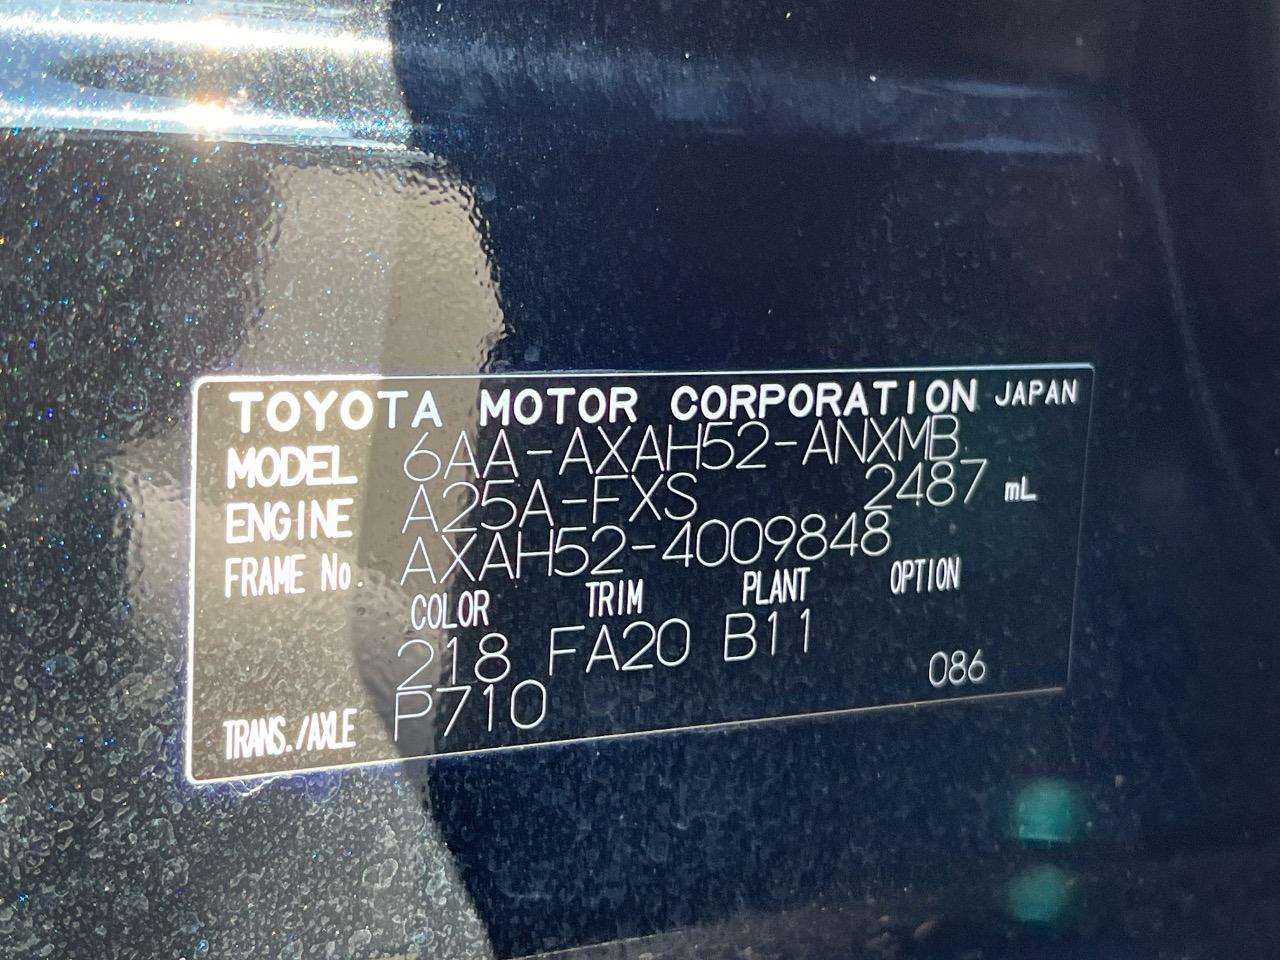 TOYOTA MOTOR CORPORATION JAPAN
MODEL 6AA-AXAH52-ANXMB
ENGINE A25A-FXS 2487 mL
FRAME No. AXAH52-4009848
COLOR TRIM PLANT OPTION
218 FA20 B11
TRANS./AXLE P710 086